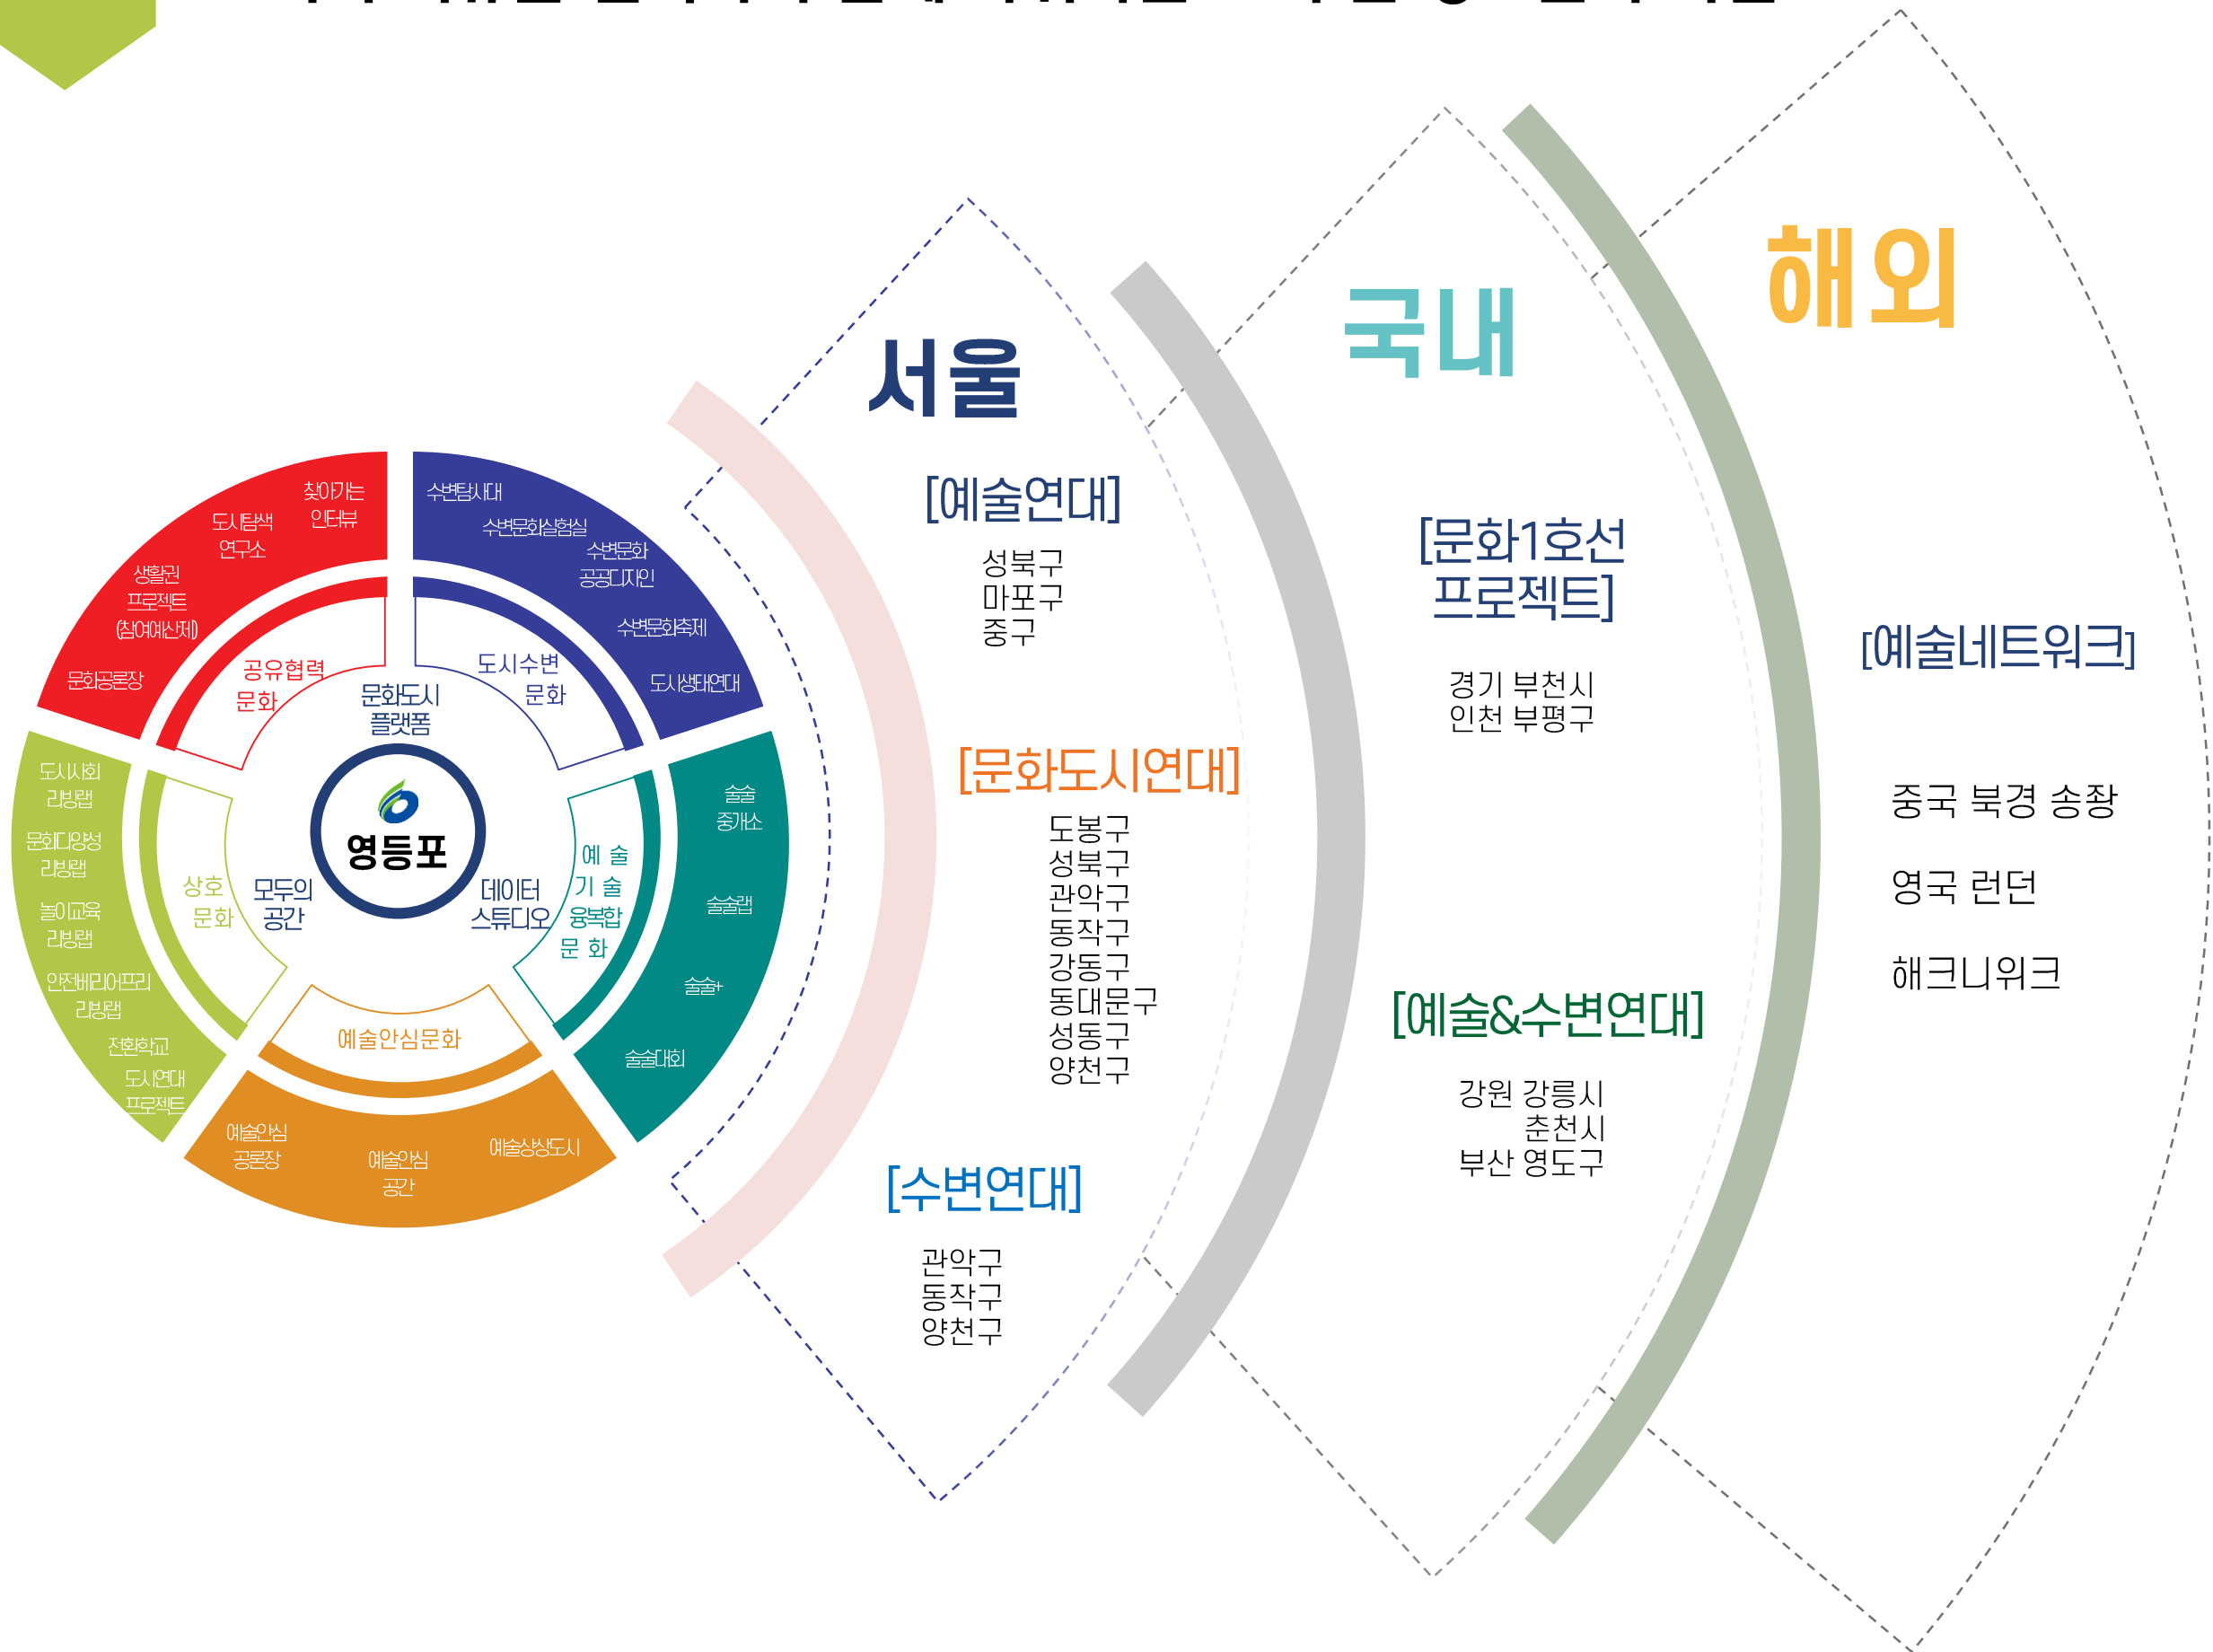 찾아가는
인터뷰
도시탐색
연구소
생활권
프로젝트
(참여예산제)
문화공론장
수변탐사대
수변문화실험실
수변문화
공공디자인
수변문화축제
도시생태연대
공유협력
문화
도시수변
문화
문화도시
플랫폼
영등포
모두의
공간
데이터
스튜디오
상호
문화
예 술
기 술
융복합
문 화
예술안심문화
도시사회
리빙랩
문화다양성
리빙랩
놀이교육
리빙랩
안전배리어프리
리빙랩
전환학교
도시연대
프로젝트
술술
중개소
술술랩
술술+
술술대회
예술안심
공론장
예술안심
공간
예술상상도시
서울
[예술연대]
성북구
마포구
중구
[문화도시연대]
도봉구
성북구
관악구
동작구
강동구
동대문구
성동구
양천구
[수변연대]
관악구
동작구
양천구
국내
[문화1호선
프로젝트]
경기 부천시
인천 부평구
[예술&수변연대]
강원 강릉시
춘천시
부산 영도구
해외
[예술네트워크]
중국 북경 송좡
영국 런던
해크니위크